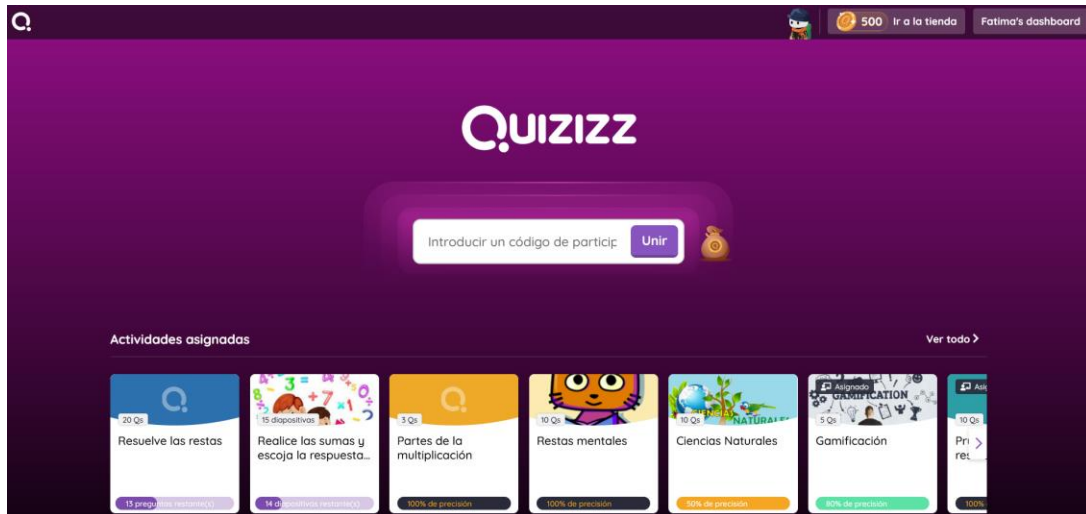 500 Ir a la tienda
Fatima's dashboard
QUIZIZZ
Introducir un código de particip
Unir
Actividades asignadas
Ver todo
20 Qs
Resuelve las restas
13 preguntas restante(s)
15 diapositivas
Realice las sumas y
escoja la respuesta...
14 diapositivas restante(s)
3 Qs
Partes de la
multiplicación
100% de precisión
10 Qs
Restas mentales
100% de precisión
CIENCIAS NATURALES
10 Qs
Ciencias Naturales
50% de precisión
Asignado
GAMIFICATION
5 Qs
Gamificación
80% de precisión
10 Qs
100%